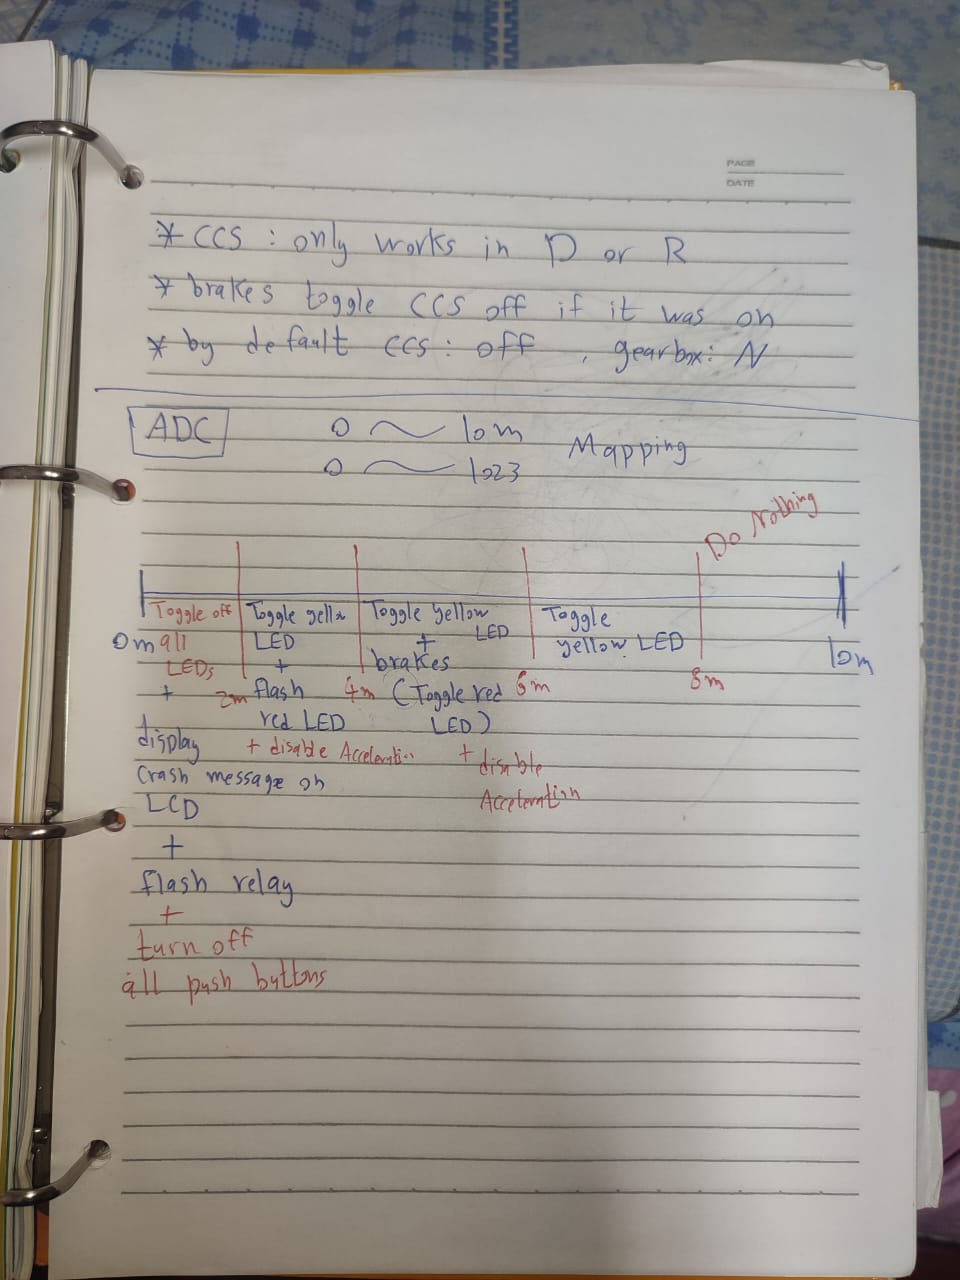 PAGE
DATE
* CCS : only works in D or R
* brakes toggle CCS off if it was on
* by default CCS : off , gearbox : N
ADC
0 ~ 10m
Mapping
0 ~ 1023
Do Nothing
Toggle off
all
LEDs
+
display
Crash message on
LCD
+
flash relay
+
turn off
all push buttons
Toggle yellow
LED
+
flash
red LED
+ disable Acceleration
Toggle yellow
LED
+
brakes
(Toggle red
LED)
+ disable
Acceleration
Toggle
yellow LED
0m
2m
4m
6m
8m
10m